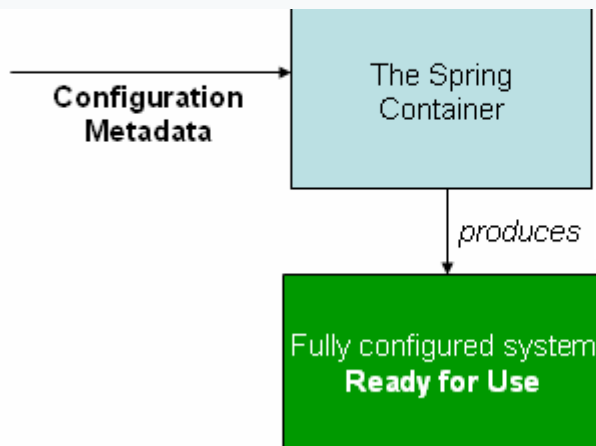 The Spring
Container
Configuration
Metadata
produces
Fully configured system
Ready for Use